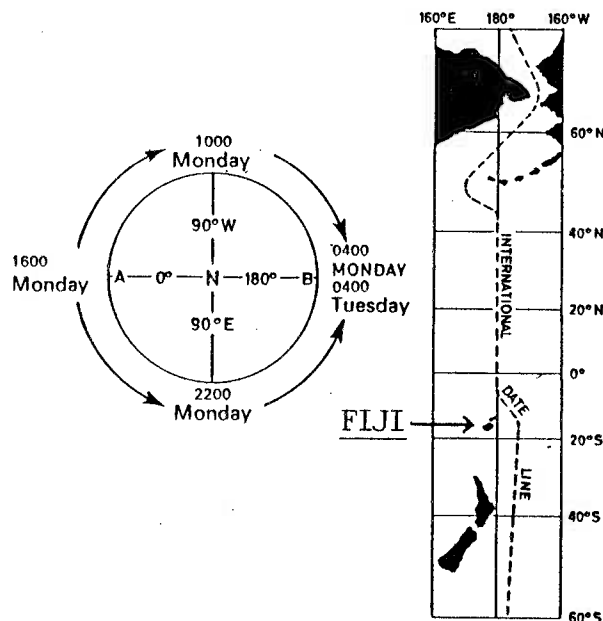 1000
Monday
90°W
1600
Monday
A 0° N 180° B
0400
MONDAY
0400
Tuesday
90°E
2200
Monday
160°E 180° 160°W
60°N
40°N
INTERNATIONAL
20°N
0°
DATE
FIJI
20°S
LINE
40°S
60°S